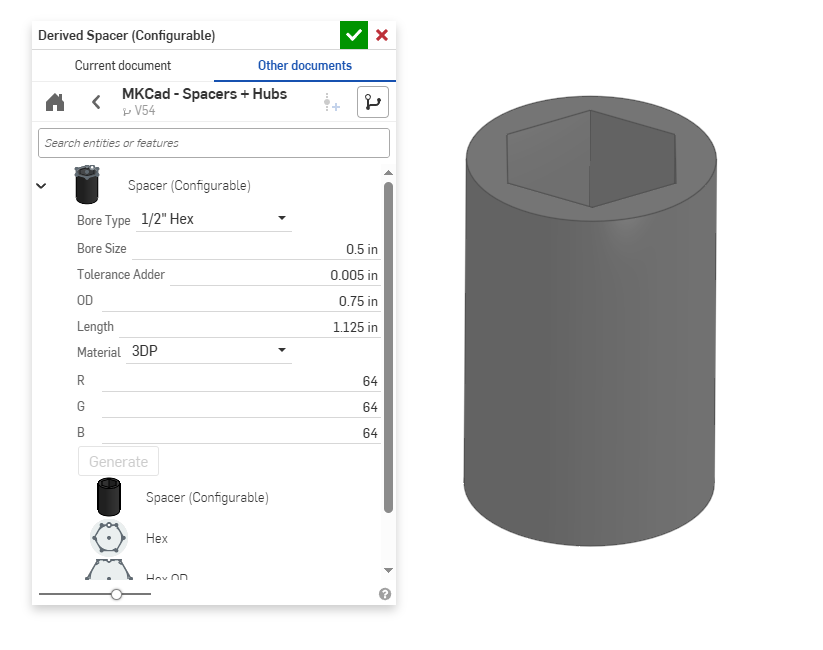 Derived Spacer (Configurable)
Current document Other documents
MKCad - Spacers + Hubs
V54
Search entities or features
Spacer (Configurable)
Bore Type 1/2" Hex
Bore Size 0.5 in
Tolerance Adder 0.005 in
OD 0.75 in
Length 1.125 in
Material 3DP
R 64
G 64
B 64
Generate
Spacer (Configurable)
Hex
Hex OD
?